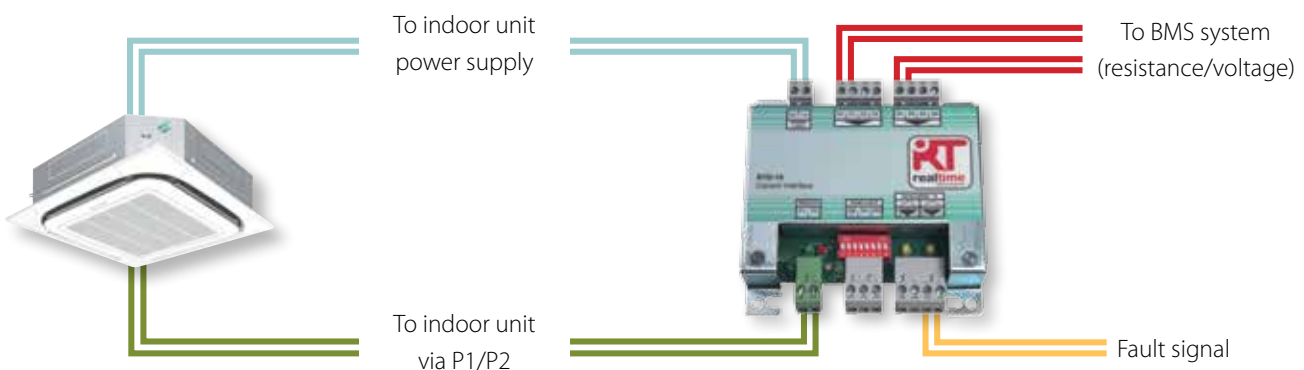 To indoor unit
power supply
To BMS system
(resistance/voltage)
RT
realtime
To indoor unit
via P1/P2
Fault signal